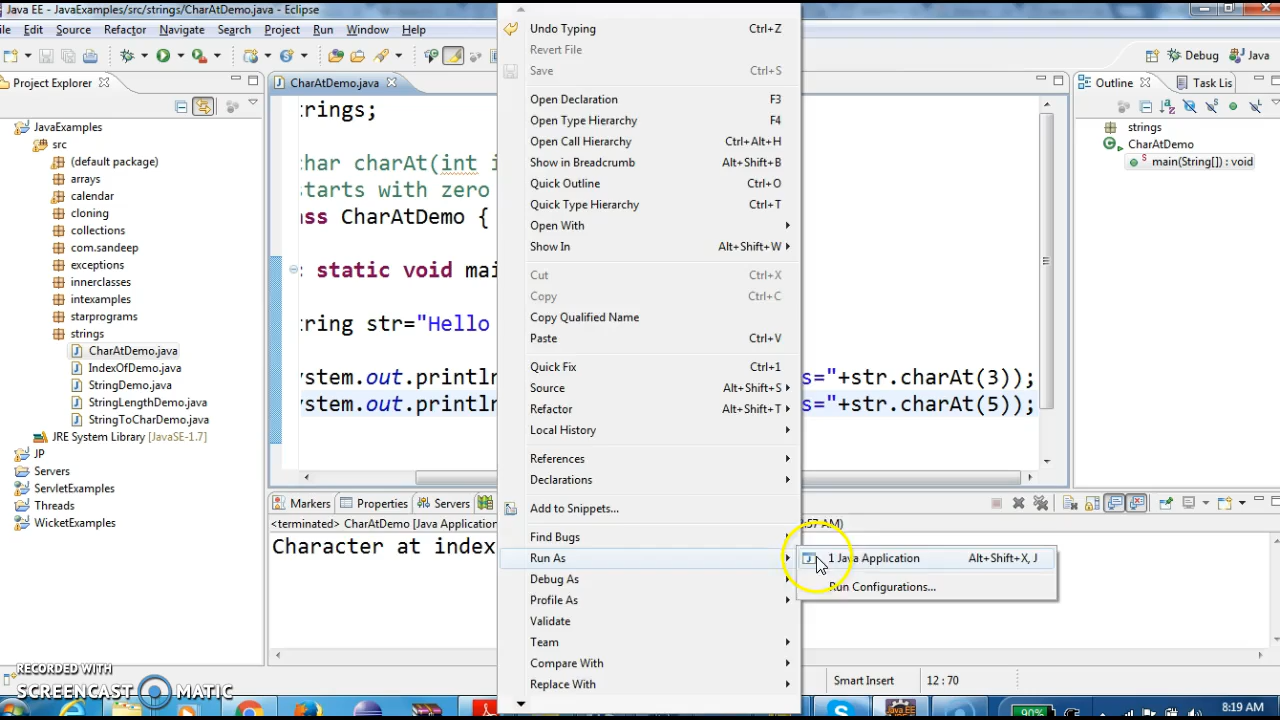 Java EE - JavaExamples/src/strings/CharAtDemo.java - Eclipse
Edit Source Refactor Navigate Search Project Run Window Help
Debug Java
Project Explorer
JavaExamples
src
(default package)
arrays
calendar
cloning
collections
com.sandeep
exceptions
innerclasses
intexamples
starprograms
strings
CharAtDemo.java
IndexOfDemo.java
StringDemo.java
StringLengthDemo.java
StringToCharDemo.java
JRE System Library [JavaSE-1.7]
JP
Servers
ServletExamples
Threads
WicketExamples
CharAtDemo.java
trings;
char charAt(int i
starts with zero
ass CharAtDemo {
static void mai
tring str="Hello
ystem.out.println s="+str.charAt(3));
ystem.out.println s="+str.charAt(5));
Undo Typing Ctrl+Z
Revert File
Save Ctrl+S
Open Declaration F3
Open Type Hierarchy F4
Open Call Hierarchy Ctrl+Alt+H
Show in Breadcrumb Alt+Shift+B
Quick Outline Ctrl+O
Quick Type Hierarchy Ctrl+T
Open With
Show In Alt+Shift+W
Cut Ctrl+X
Copy Ctrl+C
Copy Qualified Name
Paste Ctrl+V
Quick Fix Ctrl+1
Source Alt+Shift+S
Refactor Alt+Shift+T
Local History
References
Declarations
Add to Snippets...
Find Bugs
Run As
Debug As
Profile As
Validate
Team
Compare With
Replace With
1 Java Application Alt+Shift+X, J
Run Configurations...
Outline Task Lis
strings
CharAtDemo
main(String[]) : void
Markers Properties Servers
<terminated> CharAtDemo [Java Application :57 AM)
Character at index
Smart Insert 12 : 70
RECORDED WITH
SCREENCAST MATIC
90% 8:19 AM